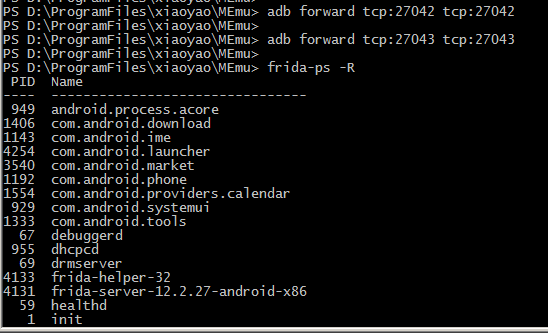 PS D:\ProgramFiles\xiaoyao\MEmu> adb forward tcp:27042 tcp:27042
PS D:\ProgramFiles\xiaoyao\MEmu>
PS D:\ProgramFiles\xiaoyao\MEmu> adb forward tcp:27043 tcp:27043
PS D:\ProgramFiles\xiaoyao\MEmu>
PS D:\ProgramFiles\xiaoyao\MEmu> frida-ps -R
 PID  Name
----  --------------------------------
 949  android.process.acore
1406  com.android.download
1143  com.android.ime
4254  com.android.launcher
3540  com.android.market
1192  com.android.phone
1554  com.android.providers.calendar
 929  com.android.systemui
1333  com.android.tools
  67  debuggerd
 955  dhcpcd
  69  drmserver
4133  frida-helper-32
4131  frida-server-12.2.27-android-x86
  59  healthd
   1  init